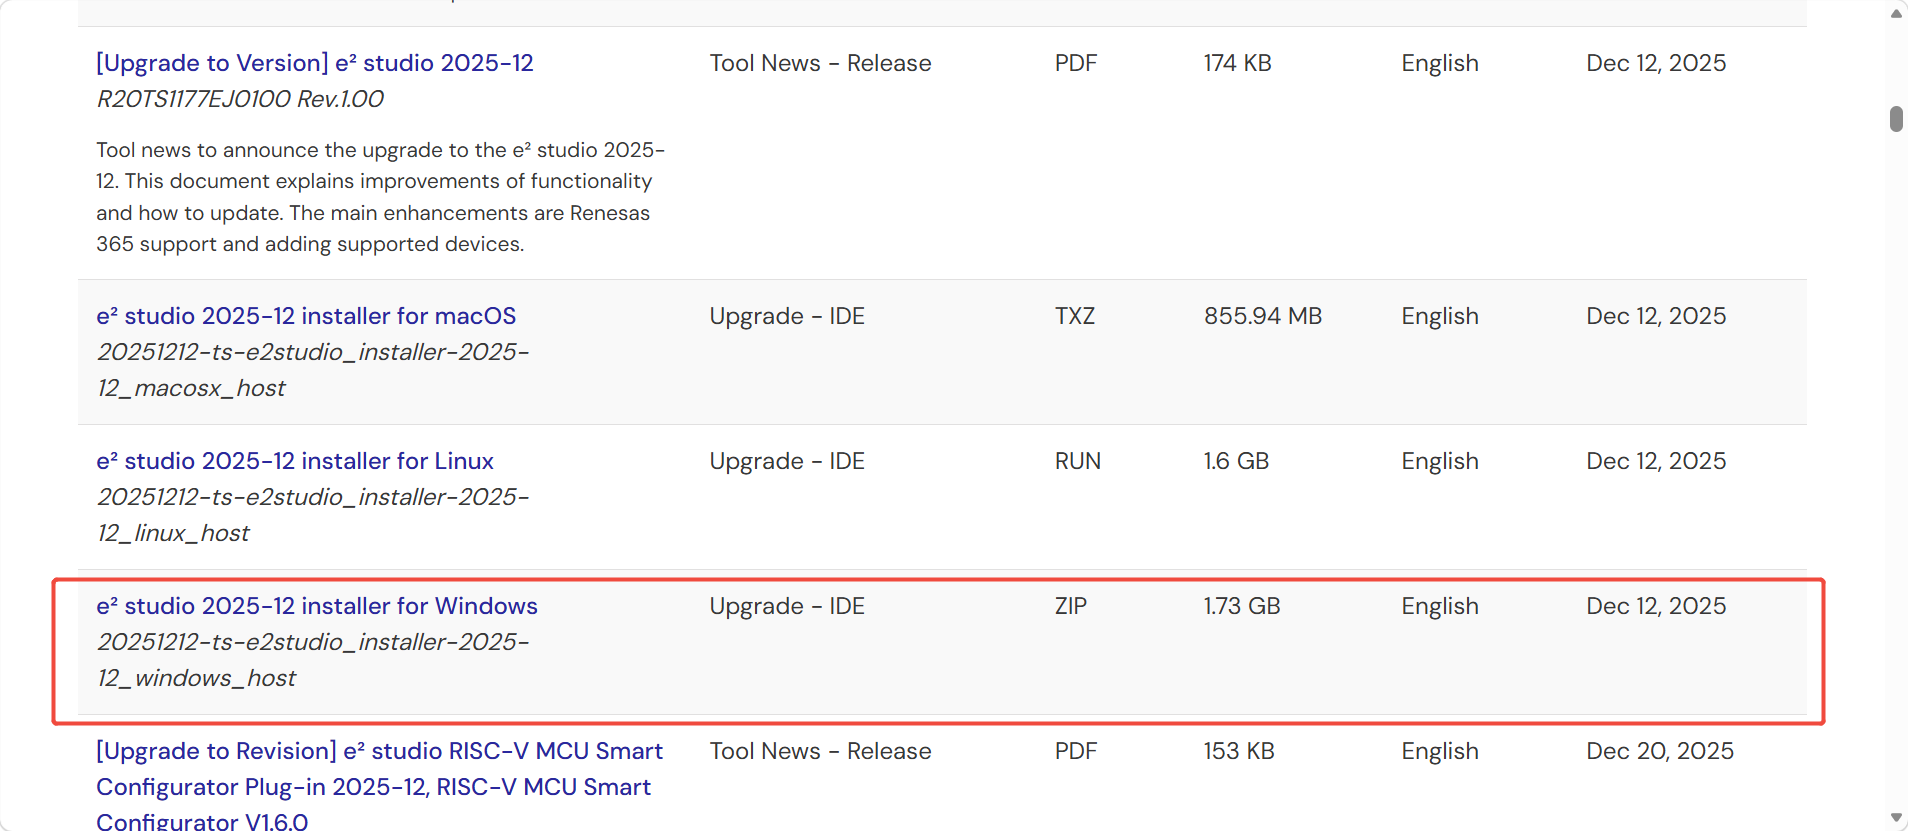 [Upgrade to Version] e² studio 2025-12 Tool News - Release PDF 174 KB English Dec 12, 2025
R20TS1177EJ0100 Rev.1.00
Tool news to announce the upgrade to the e² studio 2025-
12. This document explains improvements of functionality
and how to update. The main enhancements are Renesas
365 support and adding supported devices.
e² studio 2025-12 installer for macOS Upgrade - IDE TXZ 855.94 MB English Dec 12, 2025
20251212-ts-e2studio_installer-2025-
12_macosx_host
e² studio 2025-12 installer for Linux Upgrade - IDE RUN 1.6 GB English Dec 12, 2025
20251212-ts-e2studio_installer-2025-
12_linux_host
e² studio 2025-12 installer for Windows Upgrade - IDE ZIP 1.73 GB English Dec 12, 2025
20251212-ts-e2studio_installer-2025-
12_windows_host
[Upgrade to Revision] e² studio RISC-V MCU Smart Tool News - Release PDF 153 KB English Dec 20, 2025
Configurator Plug-in 2025-12, RISC-V MCU Smart
Configurator V1.6.0